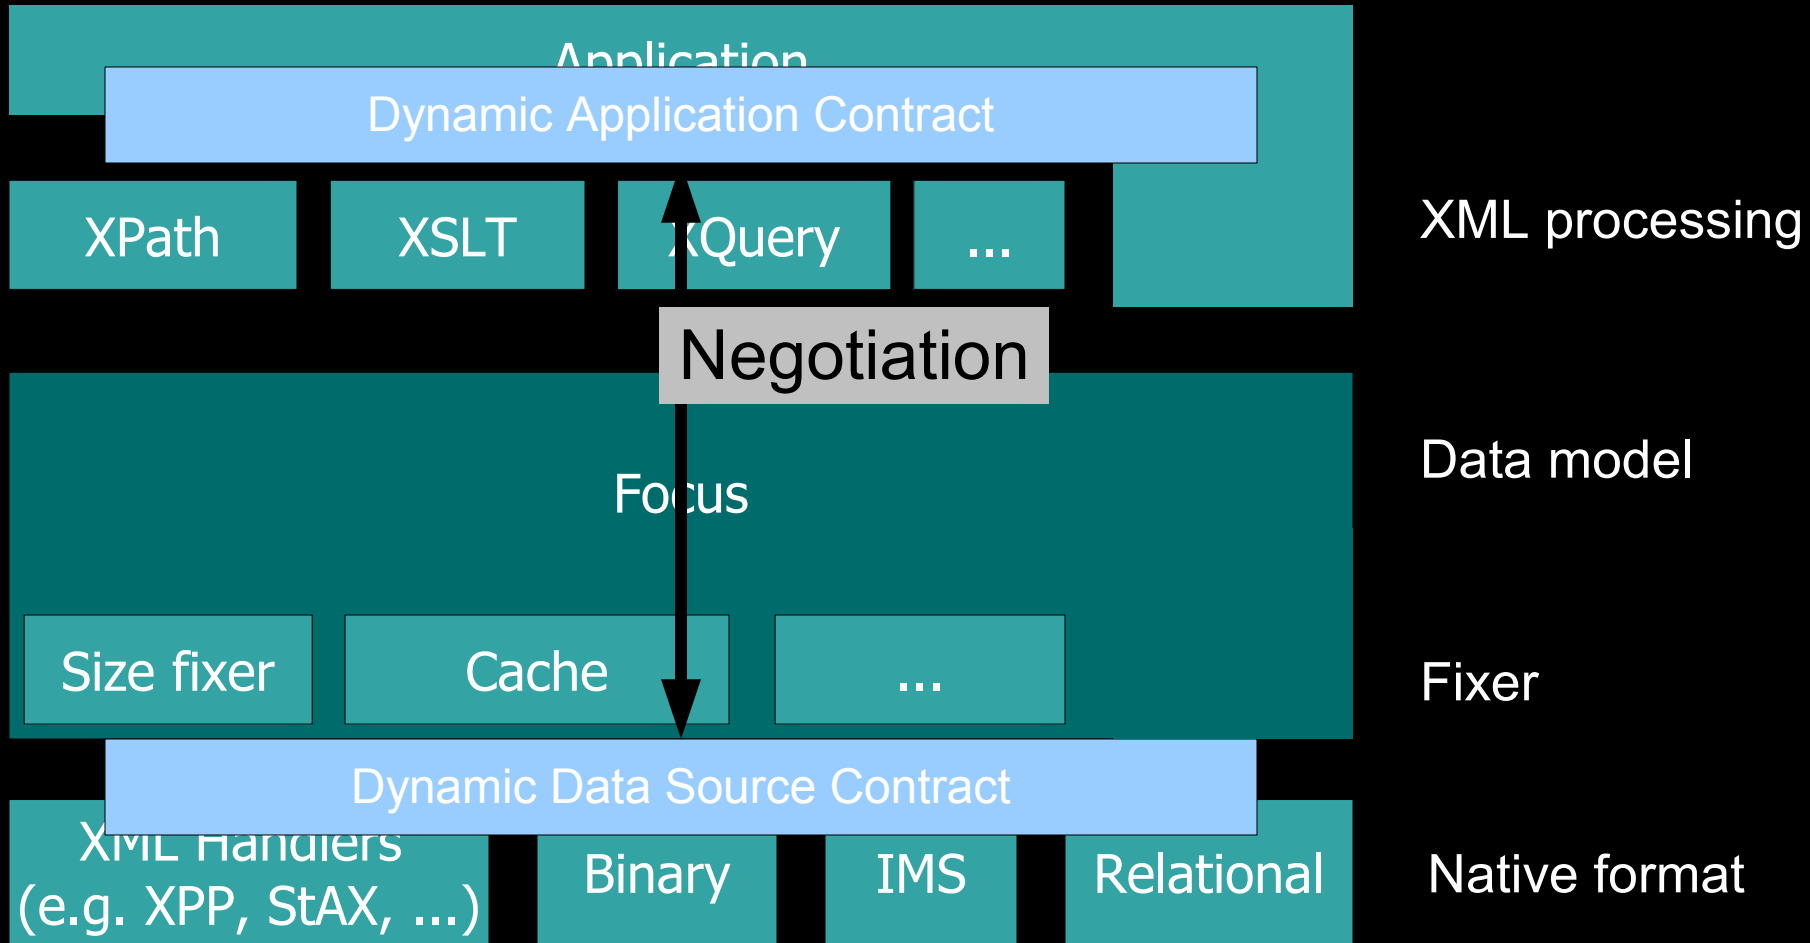 Application
Dynamic Application Contract
XPath XSLT XQuery ... XML processing
Negotiation
Data model
Focus
Size fixer Cache ... Fixer
Dynamic Data Source Contract
XML Handlers
(e.g. XPP, StAX, ...) Binary IMS Relational Native format